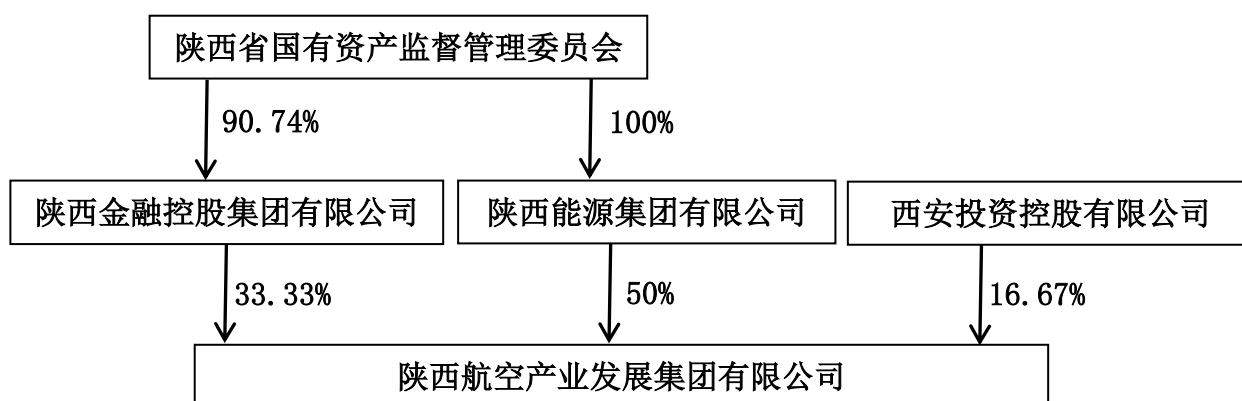 陕西省国有资产监督管理委员会
90.74%
100%
陕西金融控股集团有限公司
陕西能源集团有限公司
西安投资控股有限公司
33.33%
50%
16.67%
陕西航空产业发展集团有限公司